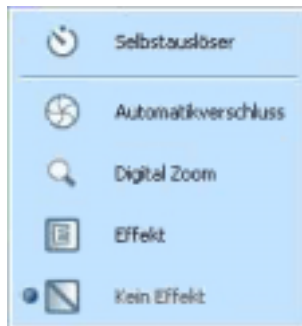 Selbstauslöser
Automatikverschluss
Digital Zoom
Effekt
Kein Effekt